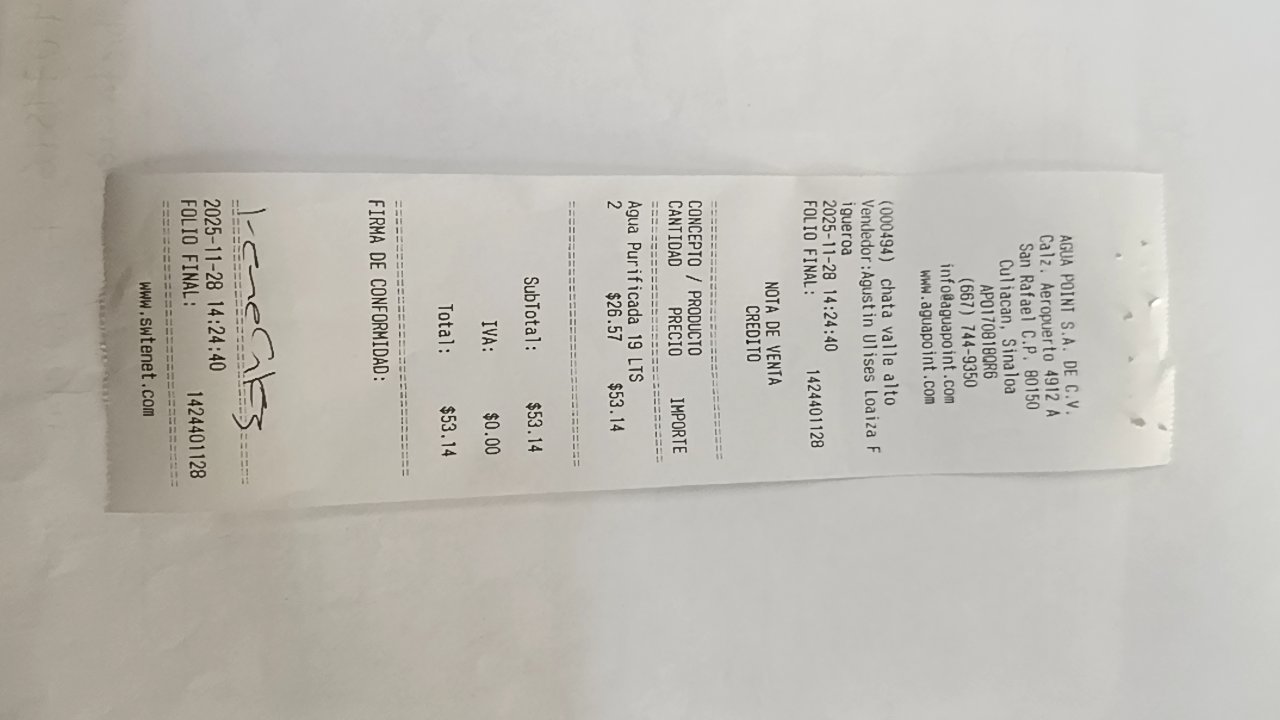 AGUA POINT S.A. DE C.V.
Calz. Aeropuerto 4912 A
San Rafael C.P. 80150
Culiacan, Sinaloa
APO170818QR6
(667) 744-9350
info@aguapoint.com
www.aguapoint.com
(000494) chata valle alto
Vendedor:Agustin Ulises Loaiza F
igueroa
2025-11-28 14:24:40
FOLIO FINAL: 1424401128
NOTA DE VENTA
CREDITO
CONCEPTO / PRODUCTO
CANTIDAD PRECIO IMPORTE
Agua Purificada 19 LTS
2 $26.57 $53.14
SubTotal: $53.14
IVA: $0.00
Total: $53.14
FIRMA DE CONFORMIDAD:
2025-11-28 14:24:40
FOLIO FINAL: 1424401128
www.swtenet.com